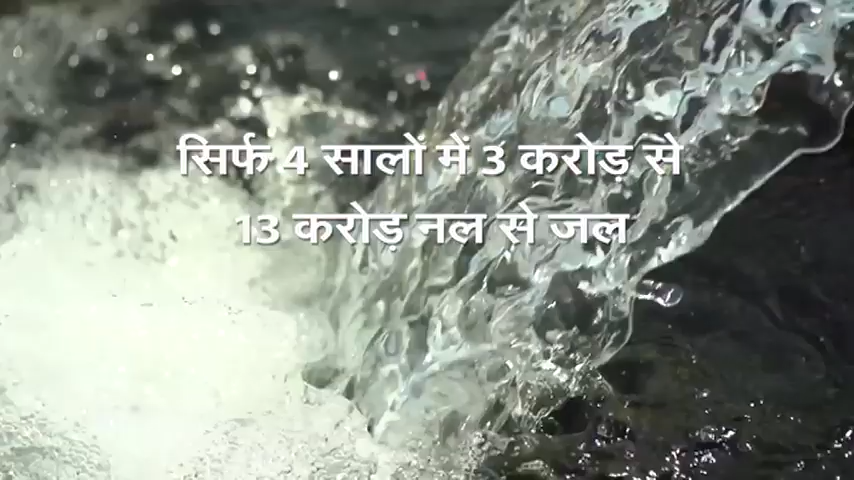 सिर्फ 4 सालों में 3 करोड से
13 करोड़ नल से जल